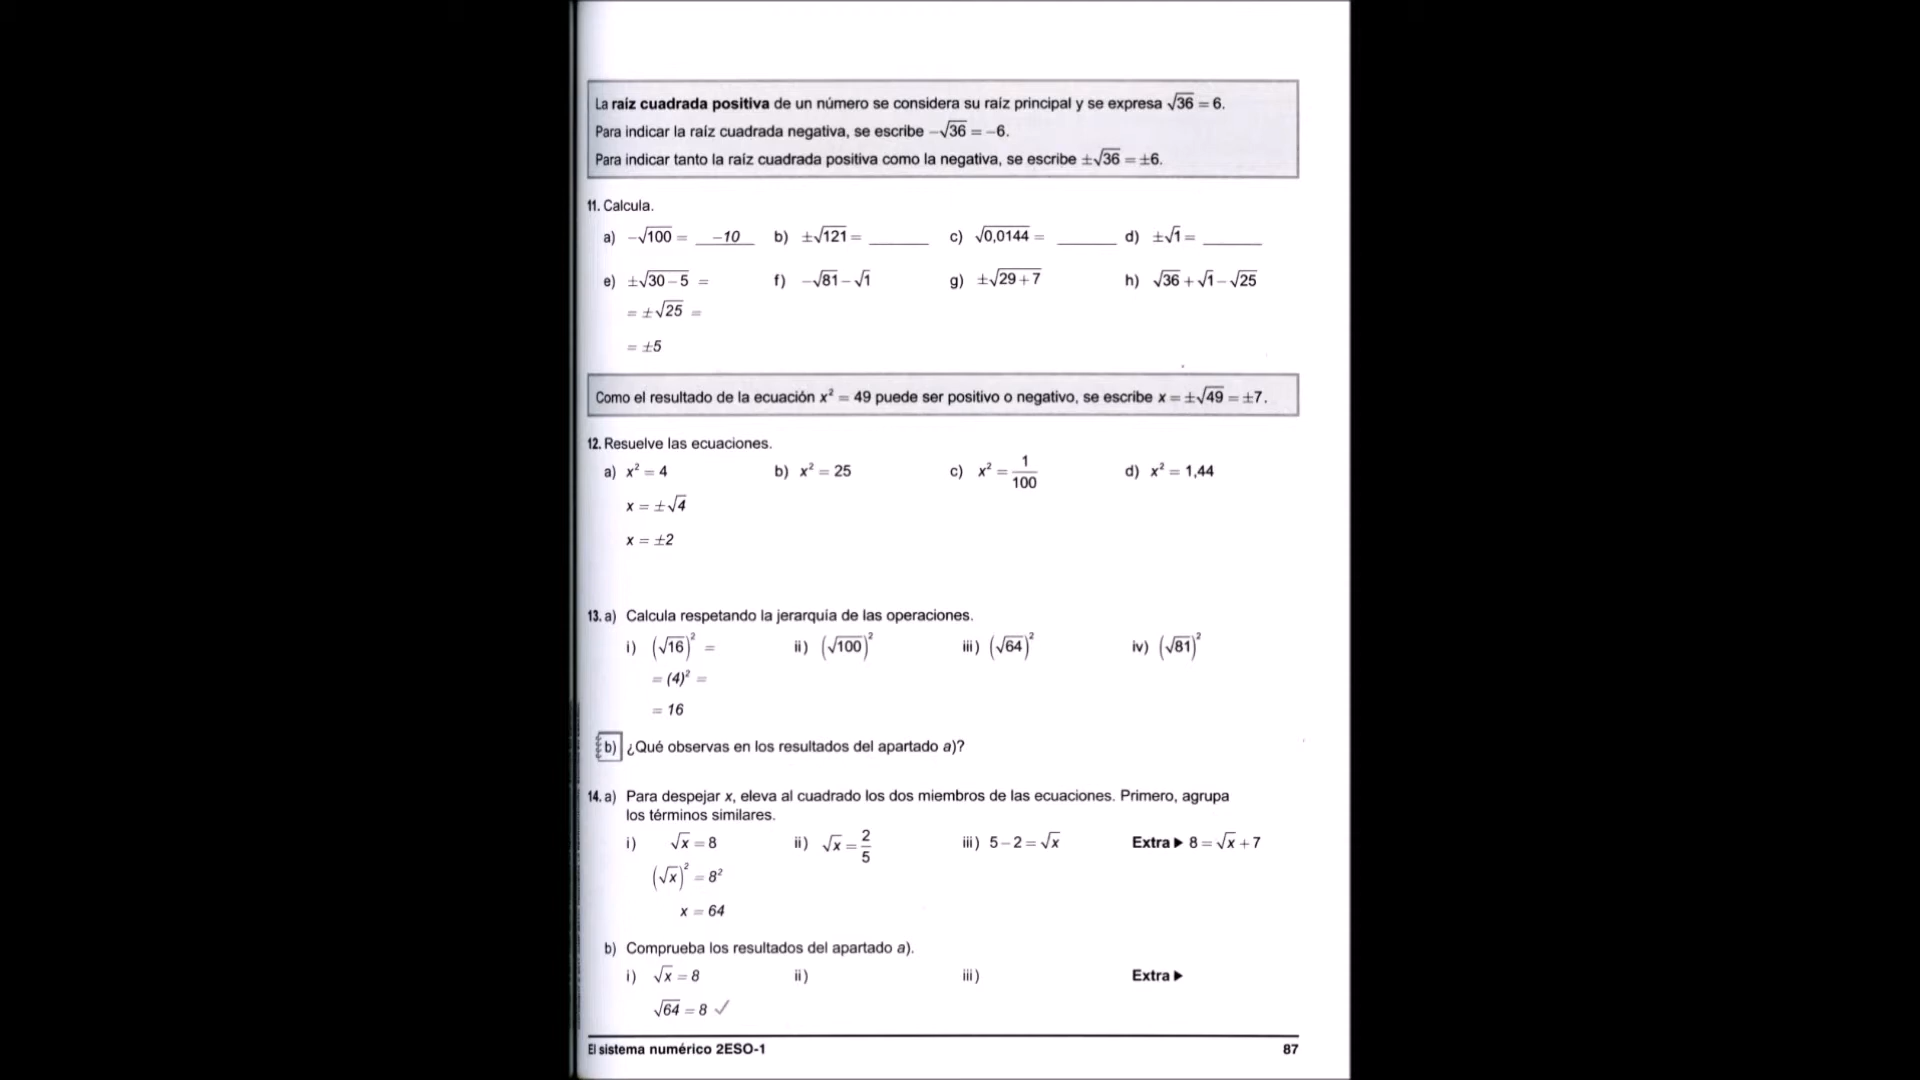 La raíz cuadrada positiva de un número se considera su raíz principal y se expresa √36 = 6.
Para indicar la raíz cuadrada negativa, se escribe −√36 = −6.
Para indicar tanto la raíz cuadrada positiva como la negativa, se escribe ±√36 = ±6.
11. Calcula.
a) −√100 = __−10__ b) ±√121 = ______ c) √0,0144 = ______ d) ±√1 = ______
e) ±√(30 − 5) = f) −√81 − √1 g) ±√(29 + 7) h) √36 + √1 − √25
= ±√25 =
= ±5
Como el resultado de la ecuación x² = 49 puede ser positivo o negativo, se escribe x = ±√49 = ±7.
12. Resuelve las ecuaciones.
a) x² = 4 b) x² = 25 c) x² = 1/100 d) x² = 1,44
x = ±√4
x = ±2
13. a) Calcula respetando la jerarquía de las operaciones.
i) (√16)² = ii) (√100)² iii) (√64)² iv) (√81)²
= (4)² =
= 16
b) ¿Qué observas en los resultados del apartado a)?
14. a) Para despejar x, eleva al cuadrado los dos miembros de las ecuaciones. Primero, agrupa
los términos similares.
i) √x = 8 ii) √x = 2/5 iii) 5 − 2 = √x Extra ▶ 8 = √x + 7
(√x)² = 8²
x = 64
b) Comprueba los resultados del apartado a).
i) √x = 8 ii) iii) Extra ▶
√64 = 8 ✓
El sistema numérico 2ESO-1 87